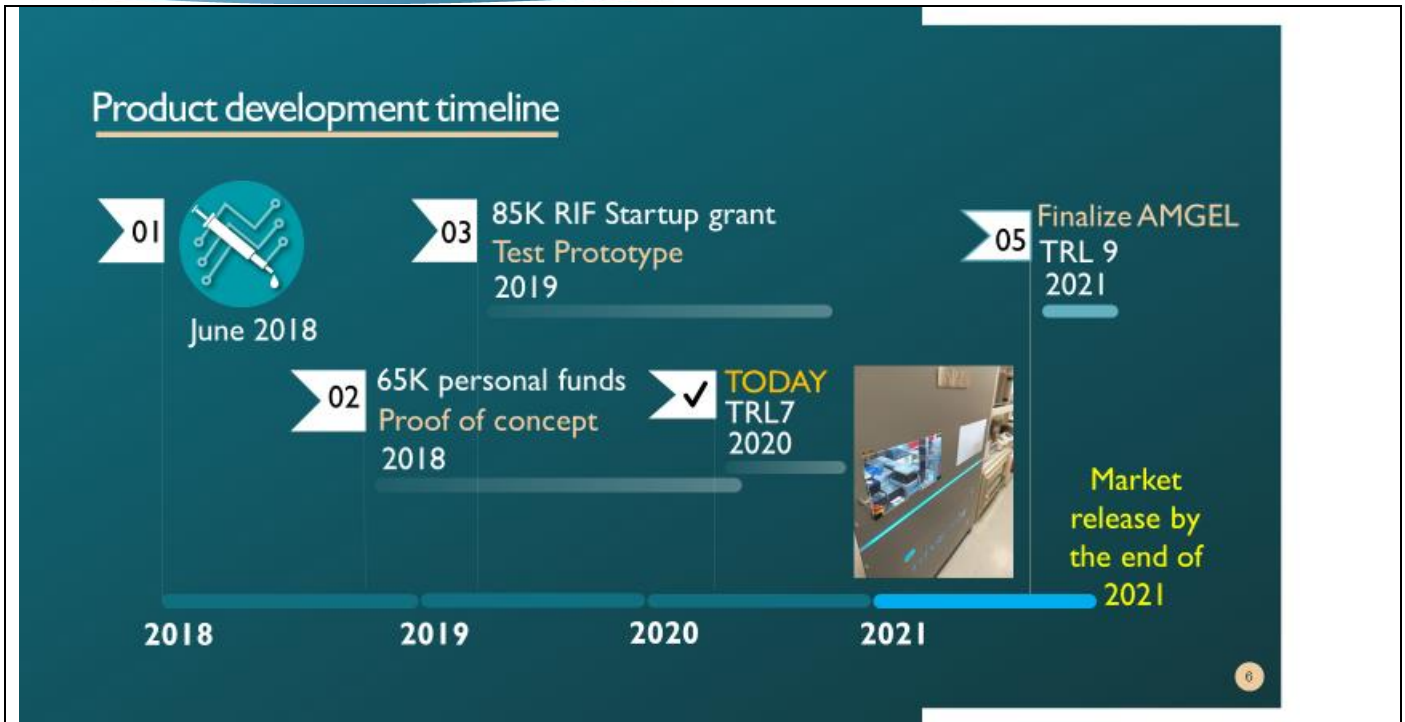 Product development timeline
01
June 2018
02
65K personal funds
Proof of concept
2018
03
85K RIF Startup grant
Test Prototype
2019
✓
TODAY
TRL7
2020
05
Finalize AMGEL
TRL 9
2021
Market
release by
the end of
2021
2018
2019
2020
2021
6